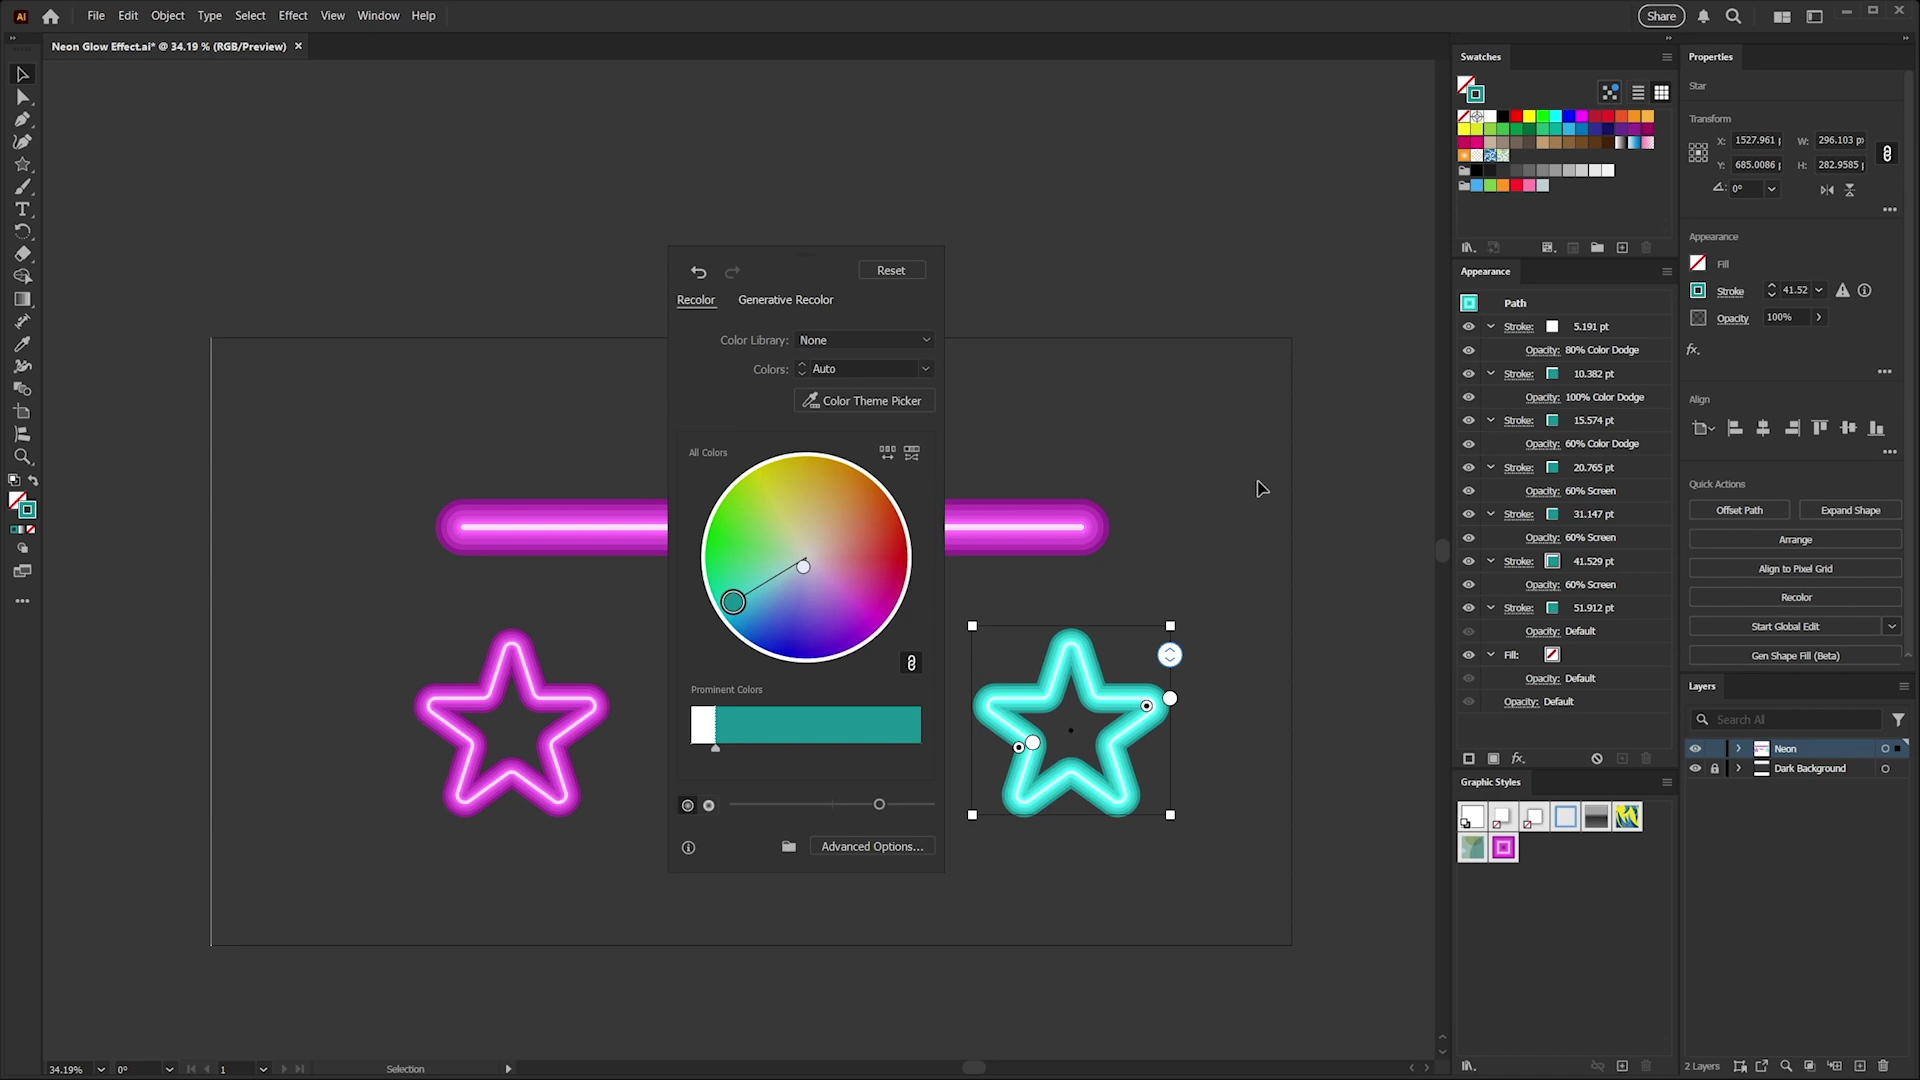 Ai File Edit Object Type Select Effect View Window Help
Share
Neon Glow Effect.ai* @ 34.19 % (RGB/Preview) ×
Reset
Recolor Generative Recolor
Color Library: None
Colors: Auto
Color Theme Picker
All Colors
Prominent Colors
Advanced Options...
Swatches
Appearance
Path
Stroke: 5.191 pt
Opacity: 80% Color Dodge
Stroke: 10.382 pt
Opacity: 100% Color Dodge
Stroke: 15.574 pt
Opacity: 60% Color Dodge
Stroke: 20.765 pt
Opacity: 60% Screen
Stroke: 31.147 pt
Opacity: 60% Screen
Stroke: 41.529 pt
Opacity: 60% Screen
Stroke: 51.912 pt
Opacity: Default
Fill:
Opacity: Default
Opacity: Default
fx.
Graphic Styles
Properties
Star
Transform
X: 1527.961 W: 296.103 p
Y: 685.0086 H: 282.9585
0°
Appearance
Fill
Stroke 41.52
Opacity 100%
fx.
Align
Quick Actions
Offset Path Expand Shape
Arrange
Align to Pixel Grid
Recolor
Start Global Edit
Gen Shape Fill (Beta)
Layers
Search All
Neon
Dark Background
2 Layers
34.19% 0° 1 Selection